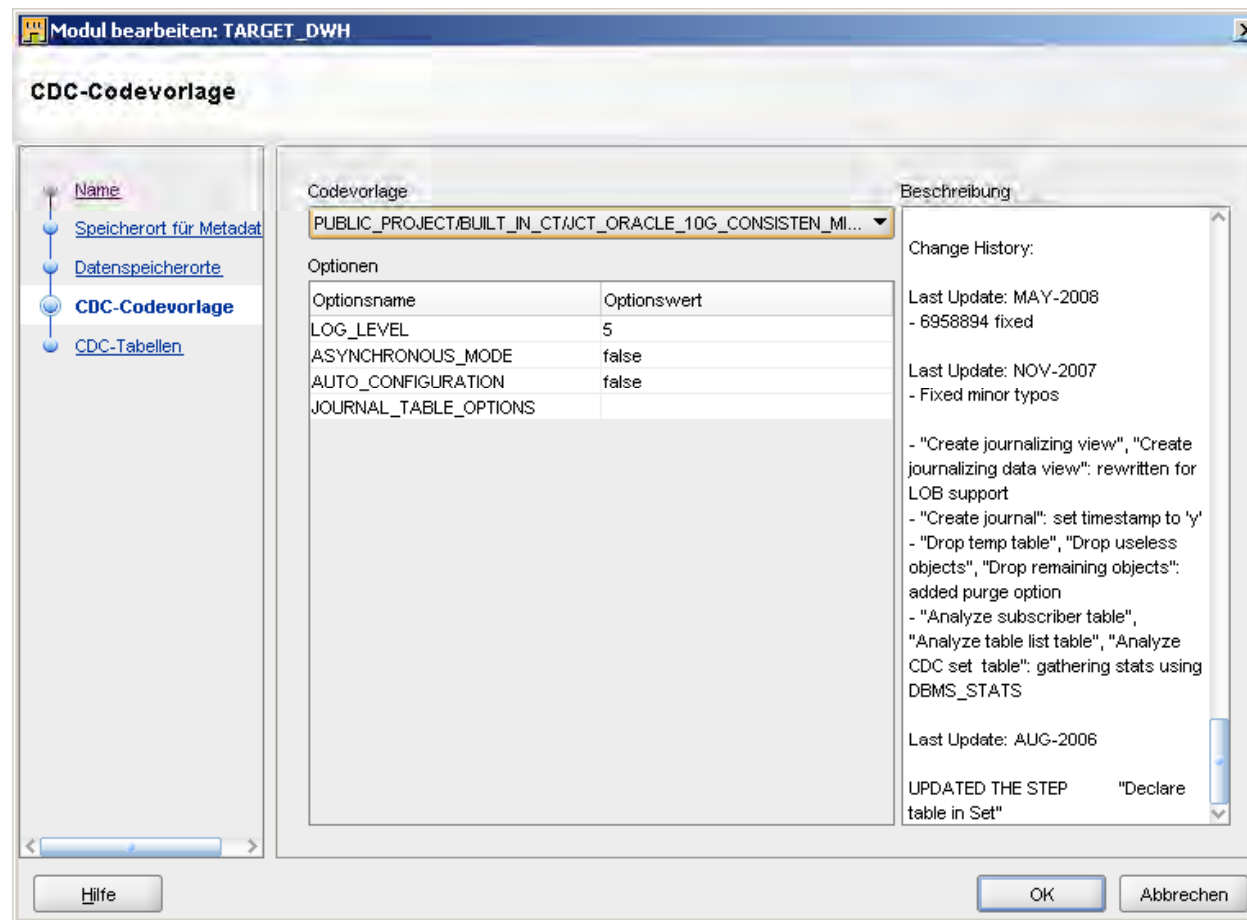 Modul bearbeiten: TARGET_DWH
CDC-Codevorlage
Name
Speicherort für Metadat
Datenspeicherorte
CDC-Codevorlage
CDC-Tabellen
Codevorlage
PUBLIC_PROJECT/BUILT_IN_CT/JCT_ORACLE_10G_CONSISTEN_MI...
Optionen
Optionsname Optionswert
LOG_LEVEL 5
ASYNCHRONOUS_MODE false
AUTO_CONFIGURATION false
JOURNAL_TABLE_OPTIONS
Beschreibung
Change History:
Last Update: MAY-2008
- 6958894 fixed
Last Update: NOV-2007
- Fixed minor typos
- "Create journalizing view", "Create
journalizing data view": rewritten for
LOB support
- "Create journal": set timestamp to 'y'
- "Drop temp table", "Drop useless
objects", "Drop remaining objects":
added purge option
- "Analyze subscriber table",
"Analyze table list table", "Analyze
CDC set table": gathering stats using
DBMS_STATS
Last Update: AUG-2006
UPDATED THE STEP "Declare
table in Set"
Hilfe
OK
Abbrechen